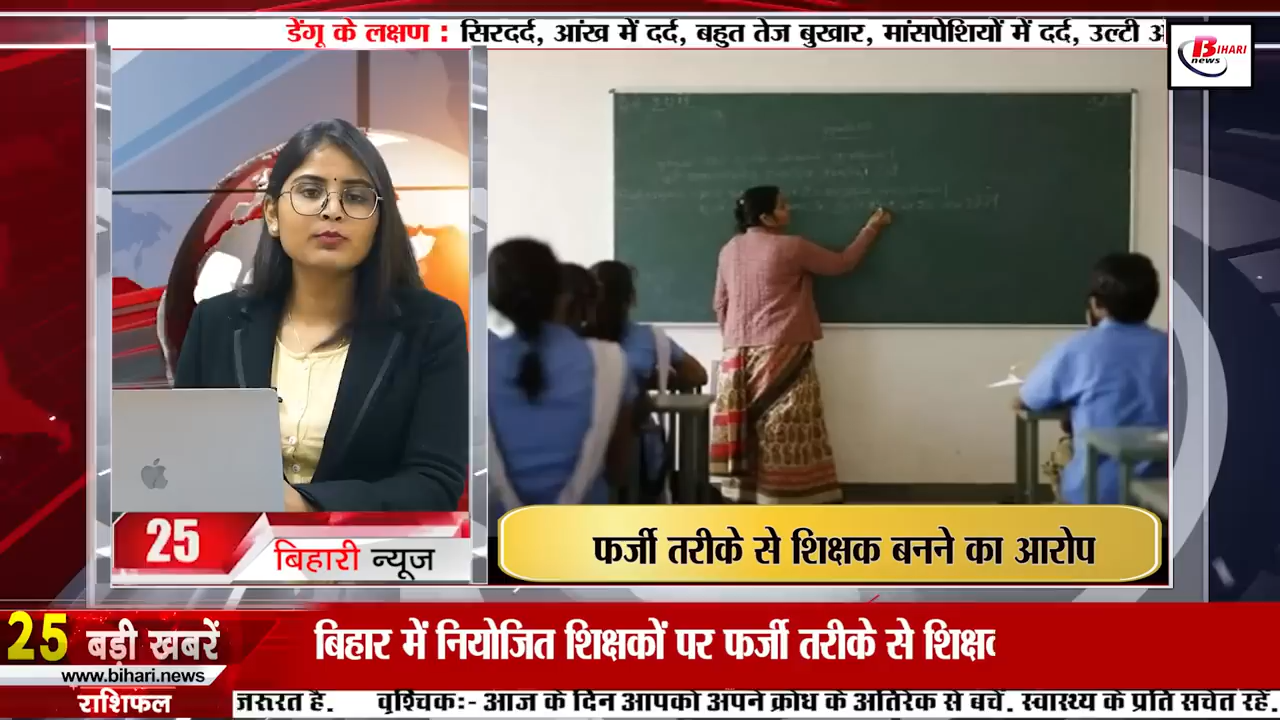 डेंगू के लक्षण : सिरदर्द, आंख में दर्द, बहुत तेज बुखार, मांसपेशियों में दर्द, उल्टी
BIHARI
news
25
बिहारी न्यूज
फर्जी तरीके से शिक्षक बनने का आरोप
25 बड़ी खबरें
www.bihari.news
बिहार में नियोजित शिक्षकों पर फर्जी तरीके से
राशिफल
जरूरत है. वृश्चिकः- आज के दिन आपको अपने क्रोध के अतिरेक से बचें. स्वास्थ्य के प्रति सचेत रहें.